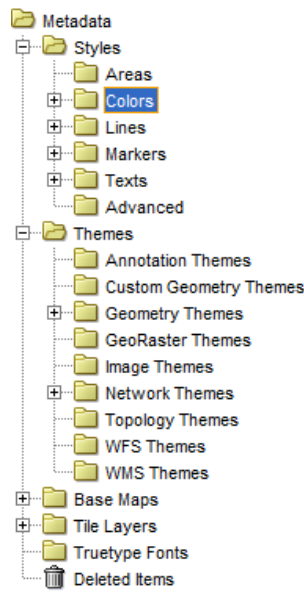 Metadata
Styles
Areas
Colors
Lines
Markers
Texts
Advanced
Themes
Annotation Themes
Custom Geometry Themes
Geometry Themes
GeoRaster Themes
Image Themes
Network Themes
Topology Themes
WFS Themes
WMS Themes
Base Maps
Tile Layers
Truetype Fonts
Deleted Items